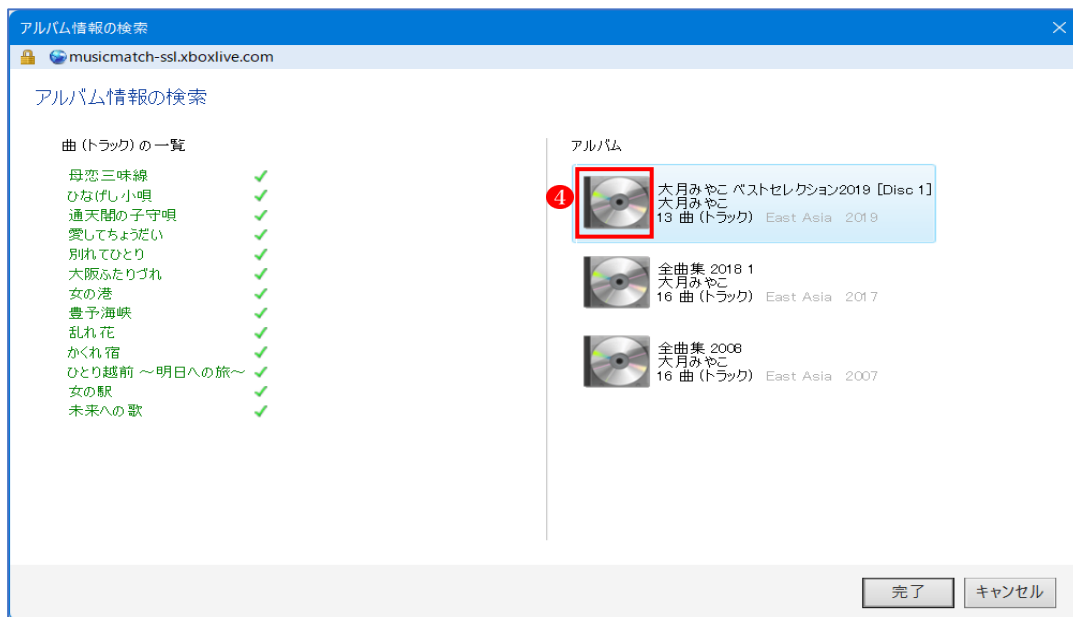 アルバム情報の検索
musicmatch-ssl.xboxlive.com
アルバム情報の検索
曲 (トラック) の一覧
母恋三味線
ひなげし小唄
通天閣の子守唄
愛してちょうだい
別れてひとり
大阪ふたりづれ
女の港
豊予海峡
乱れ花
かくれ宿
ひとり越前 ～明日への旅～
女の駅
未来への歌
アルバム
4
大月みやこ ベストセレクション2019 [Disc 1]
大月みやこ
13 曲 (トラック) East Asia 2019
全曲集 2018 1
大月みやこ
16 曲 (トラック) East Asia 2017
全曲集 2008
大月みやこ
16 曲 (トラック) East Asia 2007
完了
キャンセル